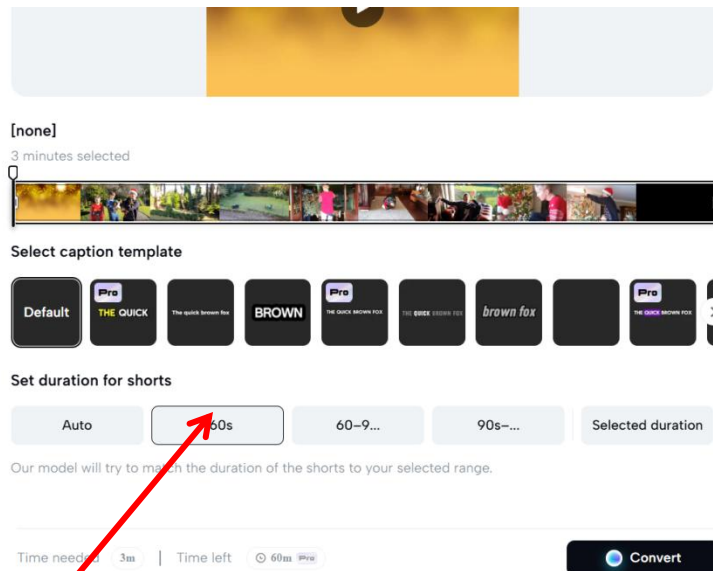 [none]
3 minutes selected
Select caption template
Default
Pro
THE QUICK
The quick brown fox
BROWN
Pro
THE QUICK BROWN FOX
THE QUICK BROWN FOX
brown fox
Pro
THE QUICK BROWN FOX
Set duration for shorts
Auto
60s
60–9...
90s–...
Selected duration
Our model will try to match the duration of the shorts to your selected range.
Time needed 3m | Time left 60m Pro
Convert